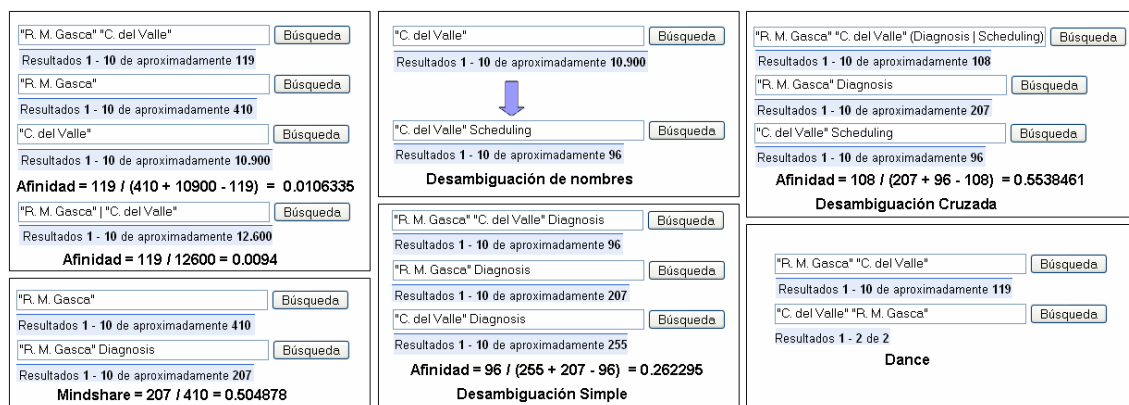 "R. M. Gasca" "C. del Valle" Búsqueda
Resultados 1 - 10 de aproximadamente 119
"R. M. Gasca" Búsqueda
Resultados 1 - 10 de aproximadamente 410
"C. del Valle" Búsqueda
Resultados 1 - 10 de aproximadamente 10.900
Afinidad = 119 / (410 + 10900 - 119) = 0.0106335
"R. M. Gasca" | "C. del Valle" Búsqueda
Resultados 1 - 10 de aproximadamente 12.600
Afinidad = 119 / 12600 = 0.0094
"R. M. Gasca" Búsqueda
Resultados 1 - 10 de aproximadamente 410
"R. M. Gasca" Diagnosis Búsqueda
Resultados 1 - 10 de aproximadamente 207
Mindshare = 207 / 410 = 0.504878
"C. del Valle" Búsqueda
Resultados 1 - 10 de aproximadamente 10.900
"C. del Valle" Scheduling Búsqueda
Resultados 1 - 10 de aproximadamente 96
Desambiguación de nombres
"R. M. Gasca" "C. del Valle" Diagnosis Búsqueda
Resultados 1 - 10 de aproximadamente 96
"R. M. Gasca" Diagnosis Búsqueda
Resultados 1 - 10 de aproximadamente 207
"C. del Valle" Diagnosis Búsqueda
Resultados 1 - 10 de aproximadamente 255
Afinidad = 96 / (255 + 207 - 96) = 0.262295
Desambiguación Simple
"R. M. Gasca" "C. del Valle" (Diagnosis | Scheduling) Búsqueda
Resultados 1 - 10 de aproximadamente 108
"R. M. Gasca" Diagnosis Búsqueda
Resultados 1 - 10 de aproximadamente 207
"C. del Valle" Scheduling Búsqueda
Resultados 1 - 10 de aproximadamente 96
Afinidad = 108 / (207 + 96 - 108) = 0.5538461
Desambiguación Cruzada
"R. M. Gasca" "C. del Valle" Búsqueda
Resultados 1 - 10 de aproximadamente 119
"C. del Valle" "R. M. Gasca" Búsqueda
Resultados 1 - 2 de 2
Dance